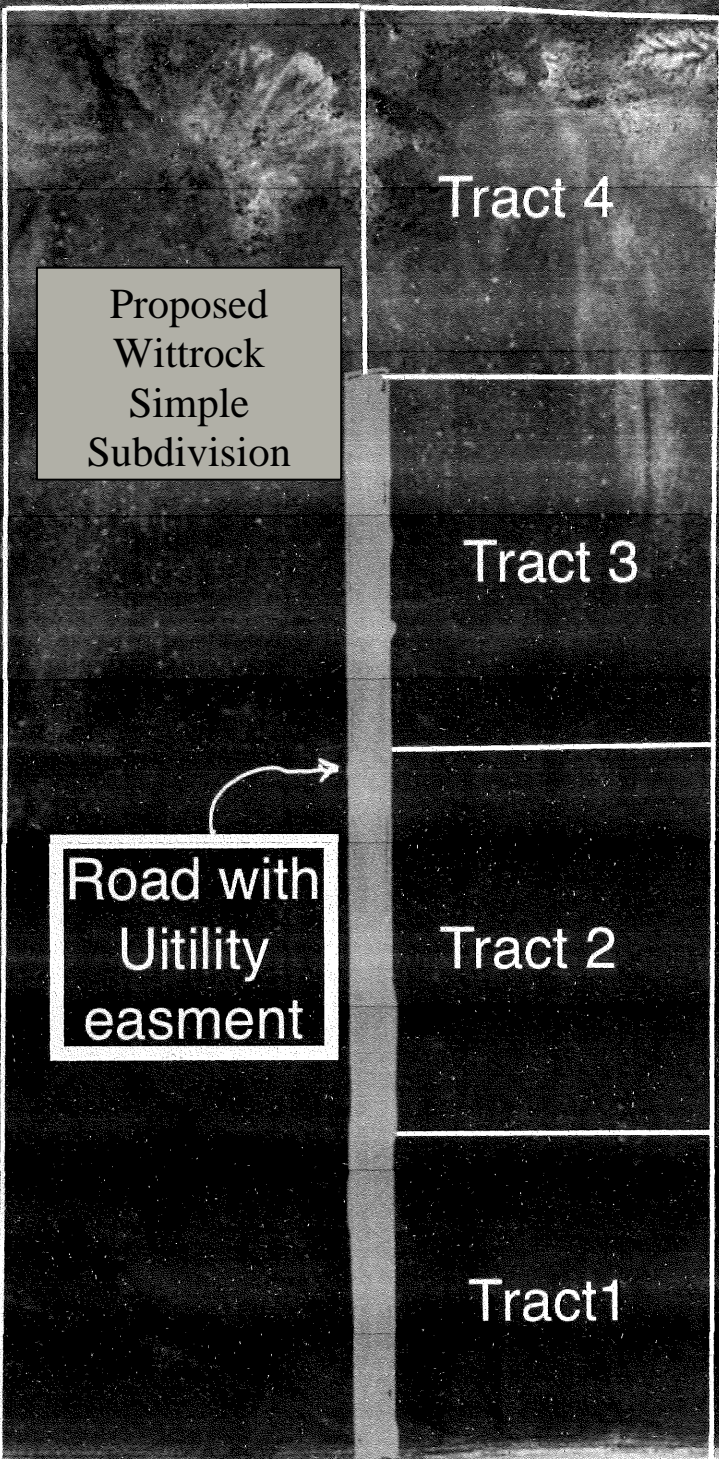 Tract 4
Proposed
Wittrock
Simple
Subdivision
Tract 3
Road with
Uitility
easment
Tract 2
Tract1